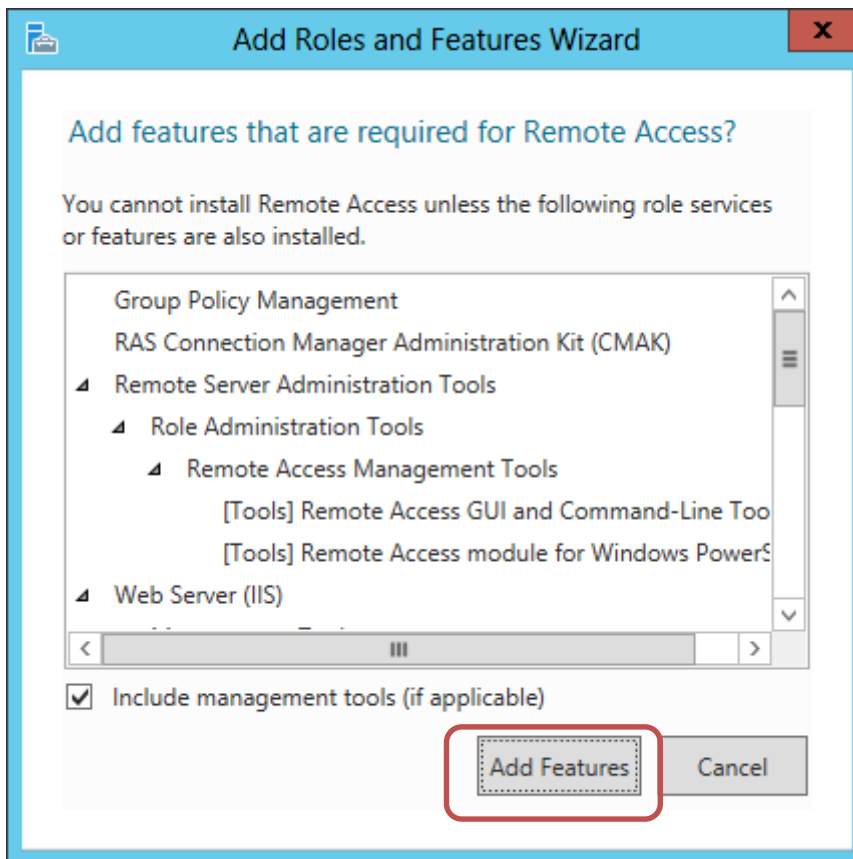 Add Roles and Features Wizard
x
Add features that are required for Remote Access?
You cannot install Remote Access unless the following role services
or features are also installed.
Group Policy Management
RAS Connection Manager Administration Kit (CMAK)
Remote Server Administration Tools
Role Administration Tools
Remote Access Management Tools
[Tools] Remote Access GUI and Command-Line Too
[Tools] Remote Access module for Windows PowerS
Web Server (IIS)
Include management tools (if applicable)
Add Features Cancel